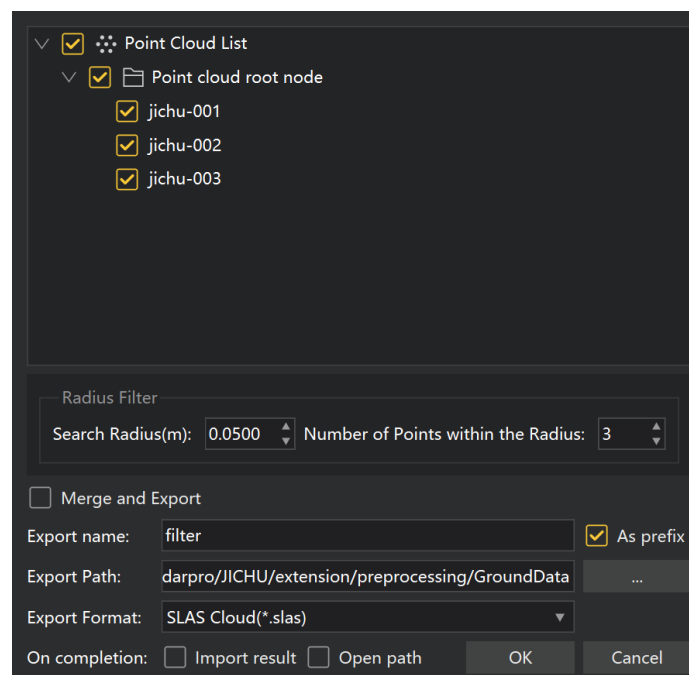 Point Cloud List
Point cloud root node
jichu-001
jichu-002
jichu-003
Radius Filter
Search Radius(m): 0.0500 Number of Points within the Radius: 3
Merge and Export
Export name: filter As prefix
Export Path: darpro/JICHU/extension/preprocessing/GroundData ...
Export Format: SLAS Cloud(*.slas)
On completion: Import result Open path OK Cancel